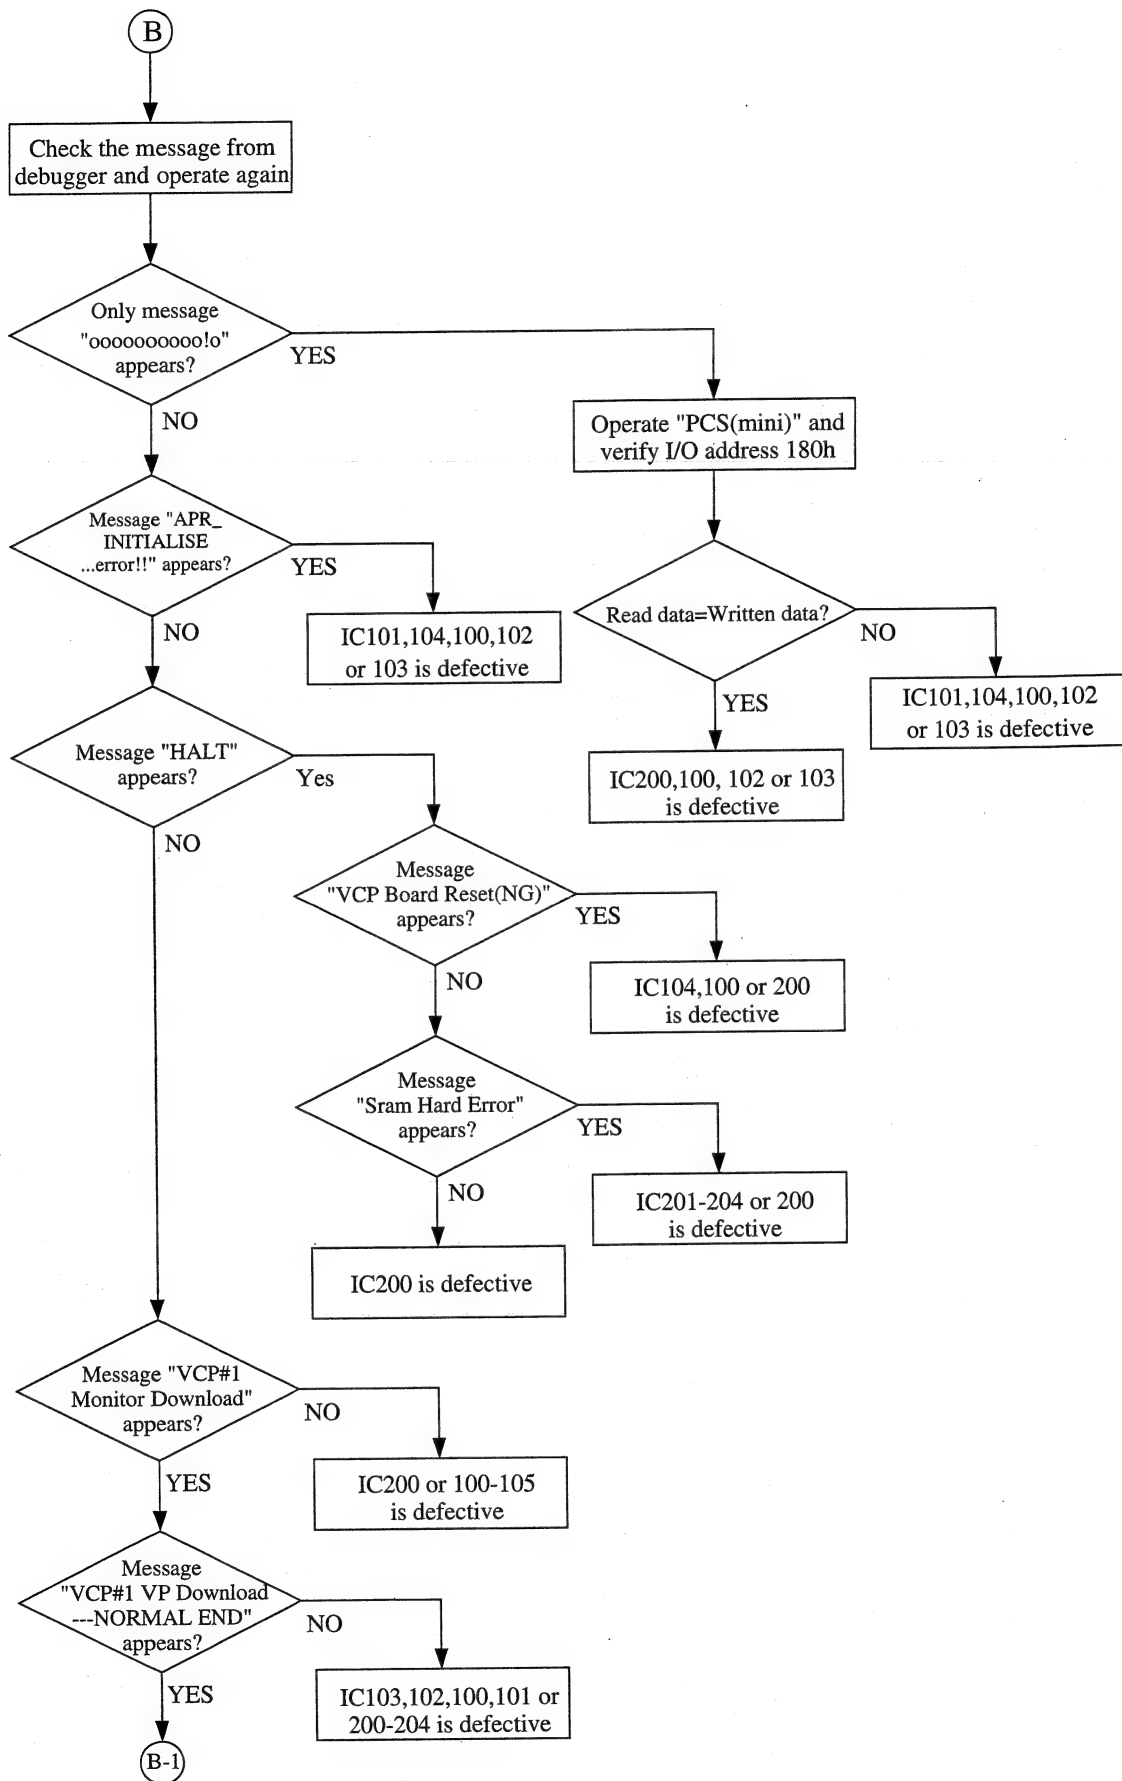 B
Check the message from
debugger and operate again
Only message
"oooooooooo!o"
appears?
YES
NO
Operate "PCS(mini)" and
verify I/O address 180h
Message "APR_
INITIALISE
...error!!" appears?
YES
NO
IC101,104,100,102
or 103 is defective
Read data=Written data?
NO
YES
IC101,104,100,102
or 103 is defective
IC200,100, 102 or 103
is defective
Message "HALT"
appears?
Yes
NO
Message
"VCP Board Reset(NG)"
appears?
YES
NO
IC104,100 or 200
is defective
Message
"Sram Hard Error"
appears?
YES
NO
IC201-204 or 200
is defective
IC200 is defective
Message "VCP#1
Monitor Download"
appears?
NO
YES
IC200 or 100-105
is defective
Message
"VCP#1 VP Download
---NORMAL END"
appears?
NO
YES
IC103,102,100,101 or
200-204 is defective
B-1